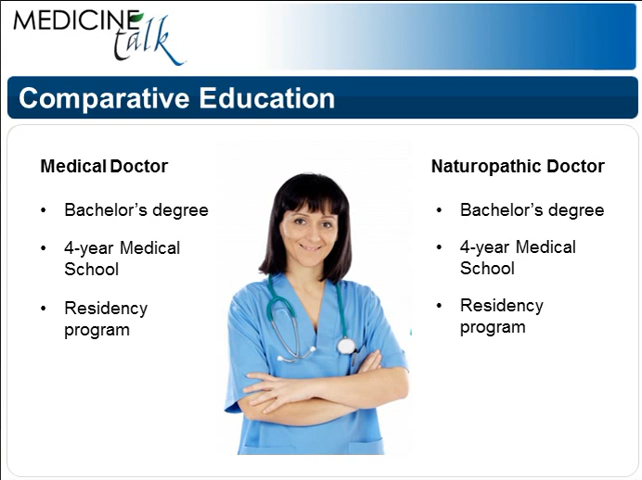 MEDICINE
talk
Comparative Education
Medical Doctor
• Bachelor’s degree
• 4-year Medical
School
• Residency
program
Naturopathic Doctor
• Bachelor’s degree
• 4-year Medical
School
• Residency
program